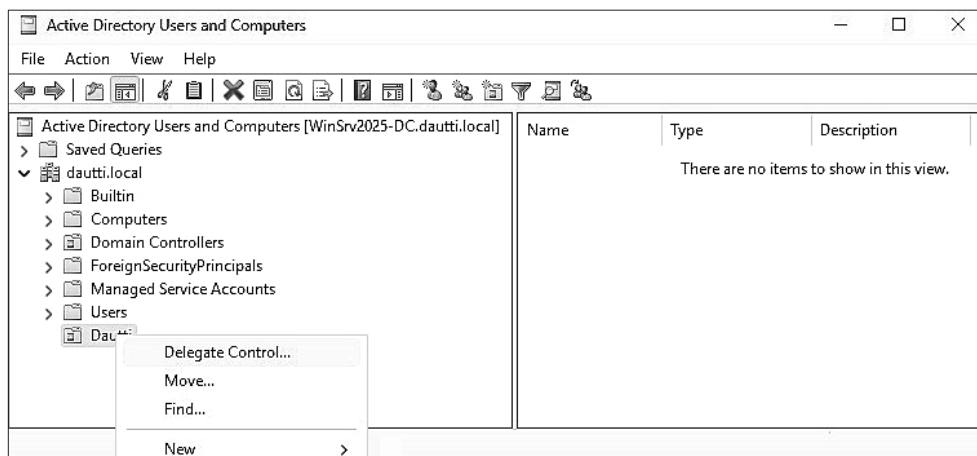 Active Directory Users and Computers
File Action View Help
Active Directory Users and Computers [WinSrv2025-DC.dautti.local]
Saved Queries
dautti.local
Builtin
Computers
Domain Controllers
ForeignSecurityPrincipals
Managed Service Accounts
Users
Dautti
Delegate Control...
Move...
Find...
New
Name Type Description
There are no items to show in this view.